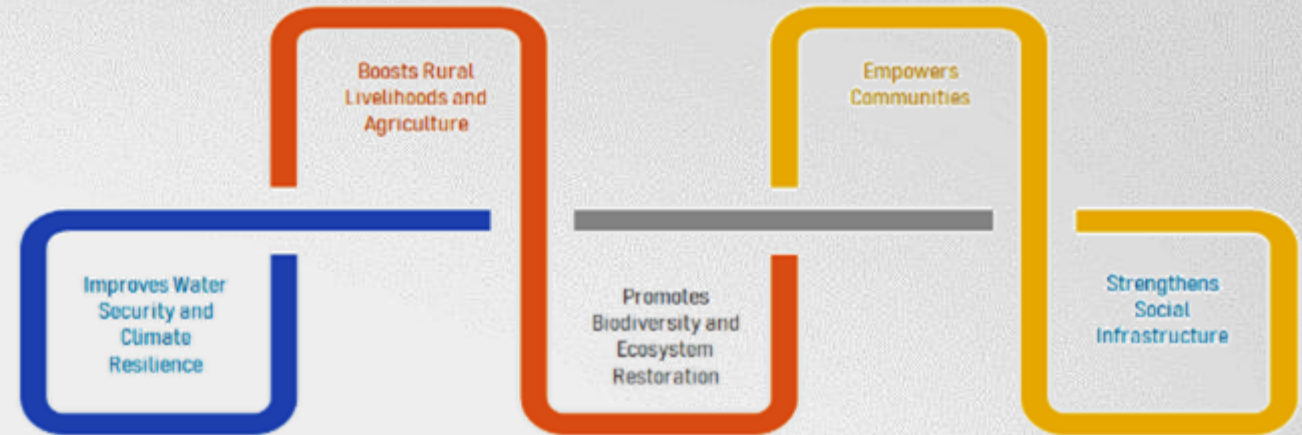 Boosts Rural
Livelihoods and
Agriculture
Empowers
Communities
Improves Water
Security and
Climate
Resilience
Promotes
Biodiversity and
Ecosystem
Restoration
Strengthens
Social
Infrastructure